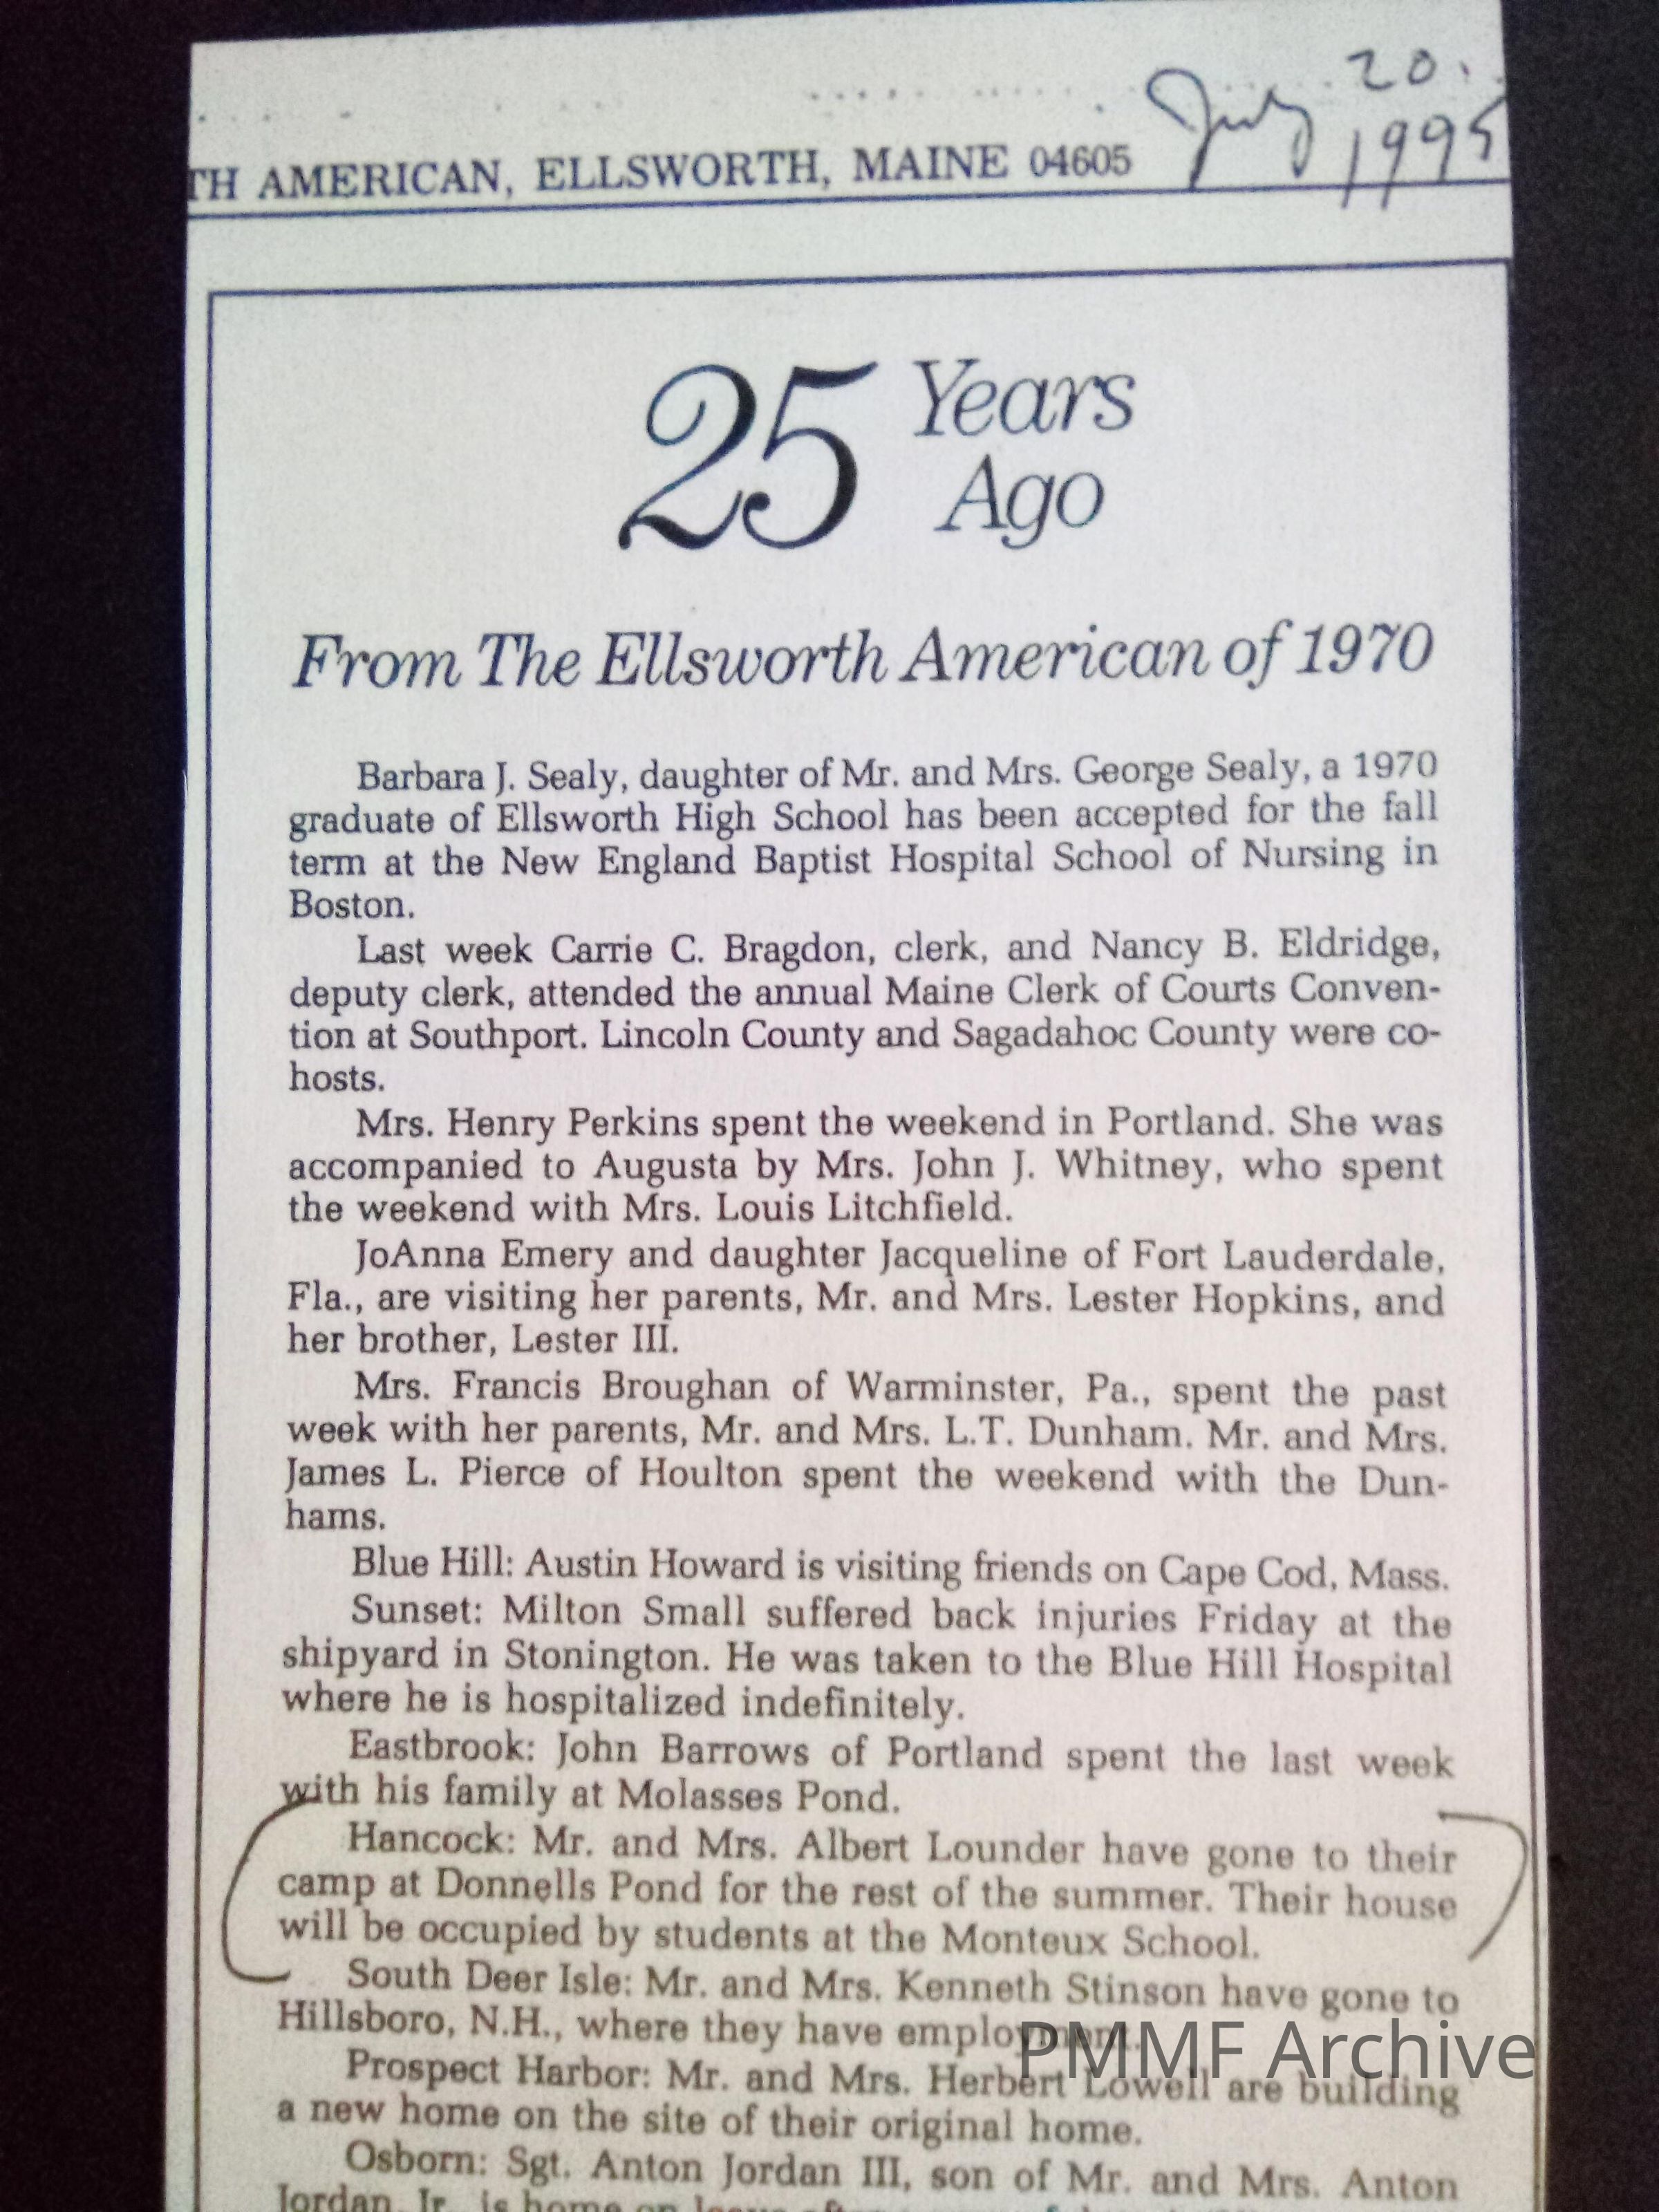 July 20.
1995
TH AMERICAN, ELLSWORTH, MAINE 04605
25 Years
Ago
From The Ellsworth American of 1970
Barbara J. Sealy, daughter of Mr. and Mrs. George Sealy, a 1970
graduate of Ellsworth High School has been accepted for the fall
term at the New England Baptist Hospital School of Nursing in
Boston.
Last week Carrie C. Bragdon, clerk, and Nancy B. Eldridge,
deputy clerk, attended the annual Maine Clerk of Courts Conven-
tion at Southport. Lincoln County and Sagadahoc County were co-
hosts.
Mrs. Henry Perkins spent the weekend in Portland. She was
accompanied to Augusta by Mrs. John J. Whitney, who spent
the weekend with Mrs. Louis Litchfield.
JoAnna Emery and daughter Jacqueline of Fort Lauderdale,
Fla., are visiting her parents, Mr. and Mrs. Lester Hopkins, and
her brother, Lester III.
Mrs. Francis Broughan of Warminster, Pa., spent the past
week with her parents, Mr. and Mrs. L.T. Dunham. Mr. and Mrs.
James L. Pierce of Houlton spent the weekend with the Dun-
hams.
Blue Hill: Austin Howard is visiting friends on Cape Cod, Mass.
Sunset: Milton Small suffered back injuries Friday at the
shipyard in Stonington. He was taken to the Blue Hill Hospital
where he is hospitalized indefinitely.
Eastbrook: John Barrows of Portland spent the last week
with his family at Molasses Pond.
Hancock: Mr. and Mrs. Albert Lounder have gone to their
camp at Donnells Pond for the rest of the summer. Their house
will be occupied by students at the Monteux School.
South Deer Isle: Mr. and Mrs. Kenneth Stinson have gone to
Hillsboro, N.H., where they have employment.
PMMF Archive
Prospect Harbor: Mr. and Mrs. Herbert Lowell are building
a new home on the site of their original home.
Osborn: Sgt. Anton Jordan III, son of Mr. and Mrs. Anton
Jordan, Jr., is home on leave after